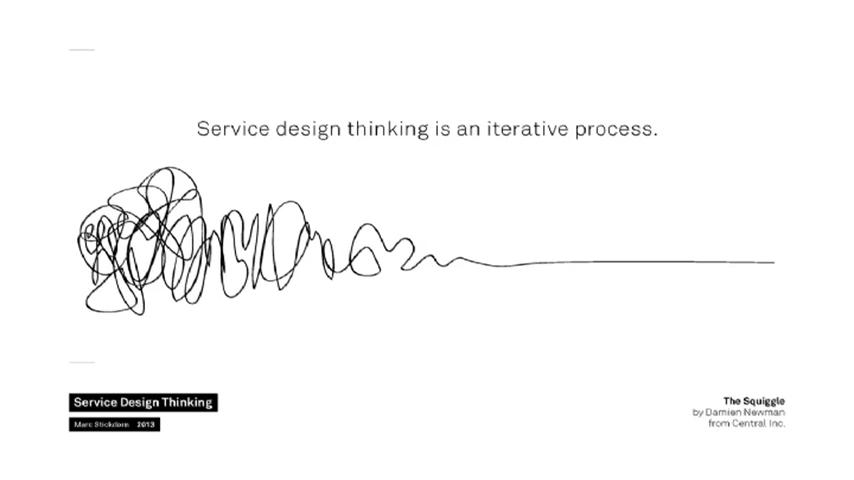 Service design thinking is an iterative process.
Service Design Thinking
Marc Stickdorn 2013
The Squiggle
by Damien Newman
from Central Inc.